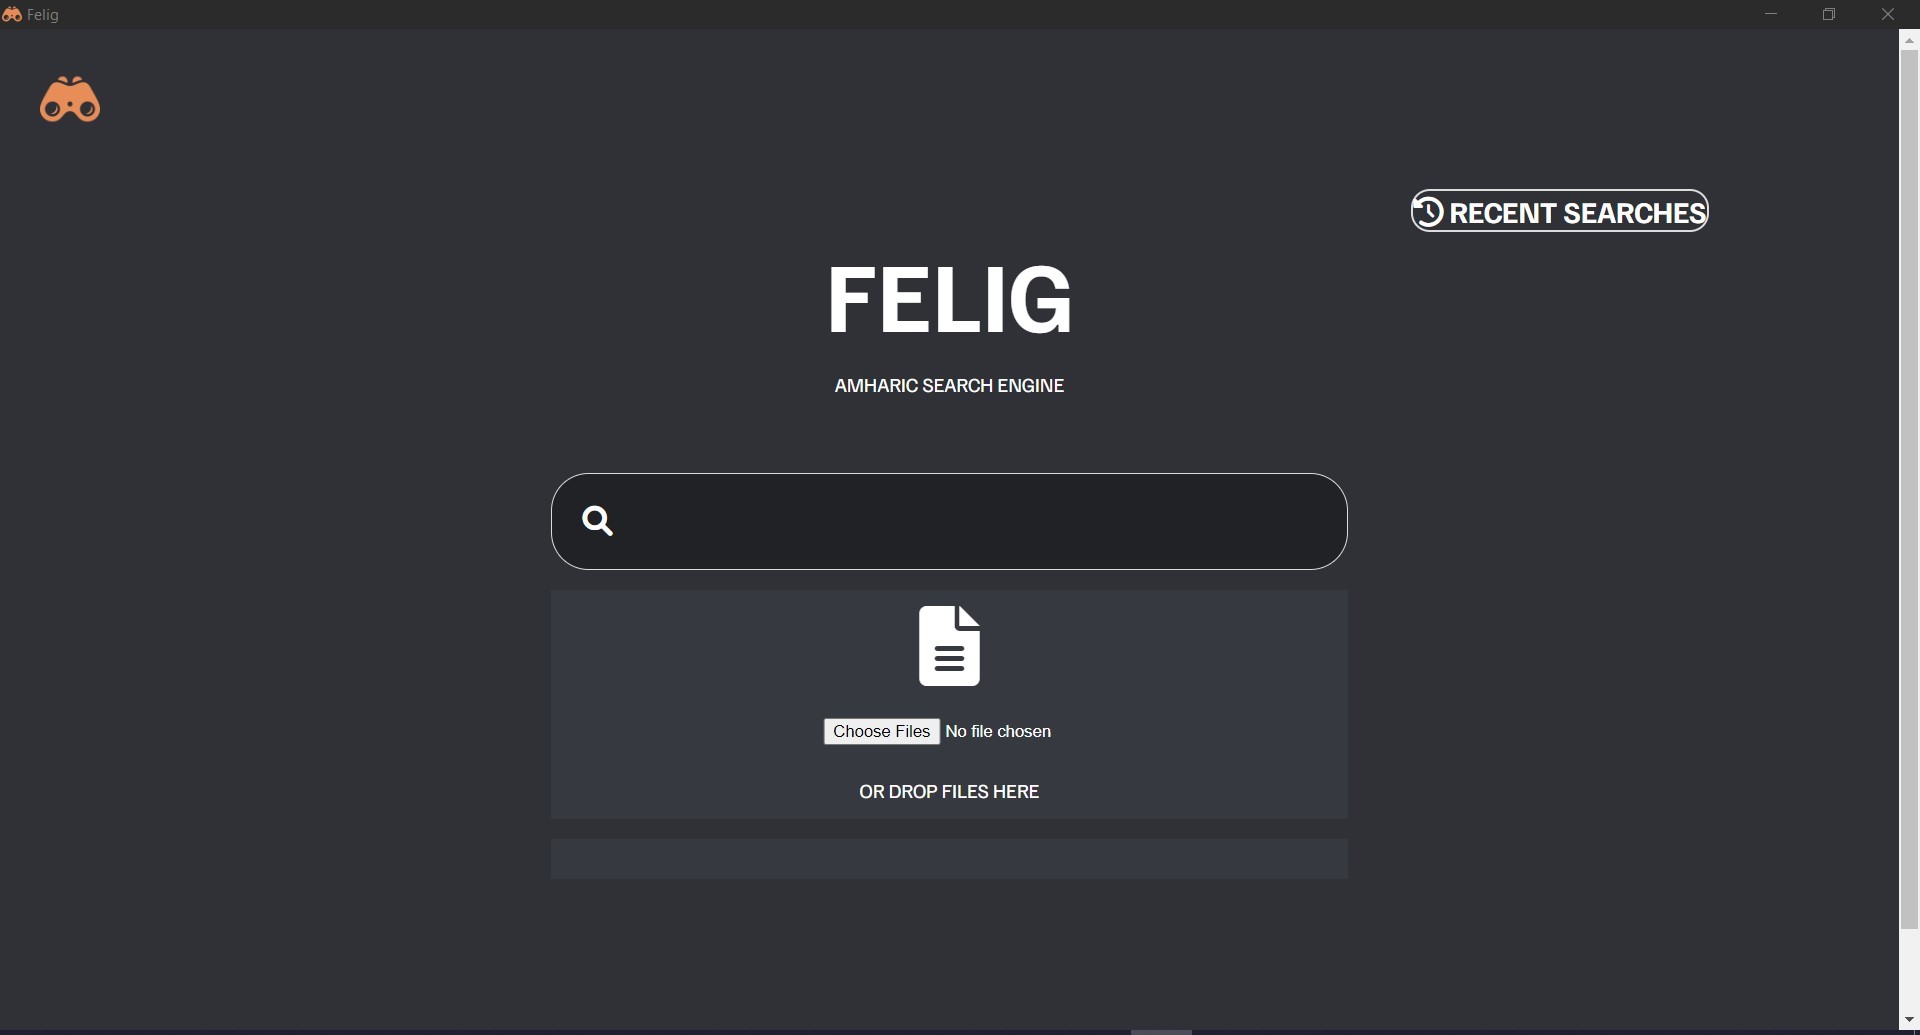 Felig
RECENT SEARCHES
FELIG
AMHARIC SEARCH ENGINE
Choose Files No file chosen
OR DROP FILES HERE